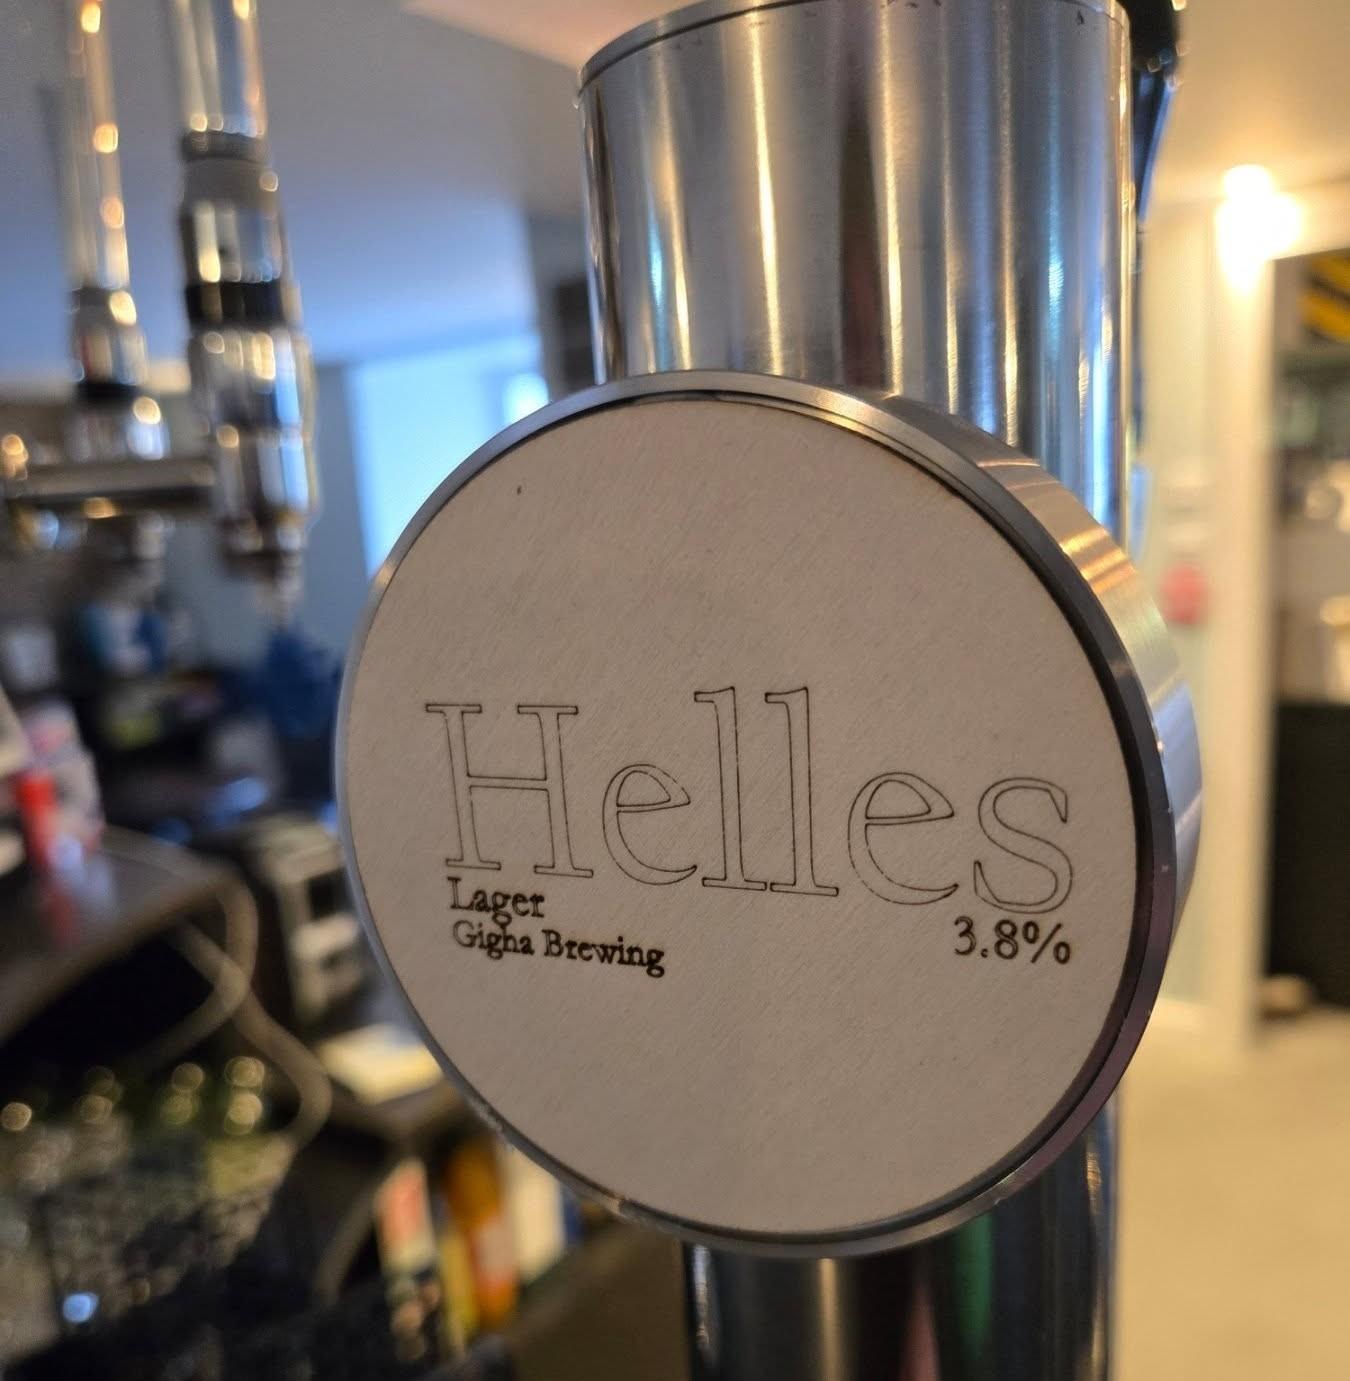 Helles
Lager
Gigha Brewing
3.8%